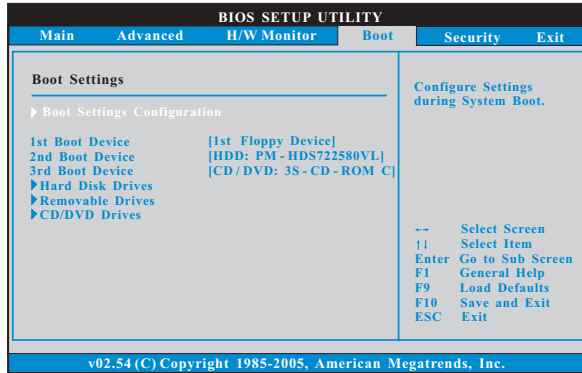 BIOS SETUP UTILITY
Main Advanced H/W Monitor Boot Security Exit
Boot Settings
Boot Settings Configuration
1st Boot Device [1st Floppy Device]
2nd Boot Device [HDD: PM - HDS722580VL]
3rd Boot Device [CD / DVD: 3S - CD - ROM C]
Hard Disk Drives
Removable Drives
CD/DVD Drives
Configure Settings
during System Boot.
←→ Select Screen
↑↓ Select Item
Enter Go to Sub Screen
F1 General Help
F9 Load Defaults
F10 Save and Exit
ESC Exit
v02.54 (C) Copyright 1985-2005, American Megatrends, Inc.